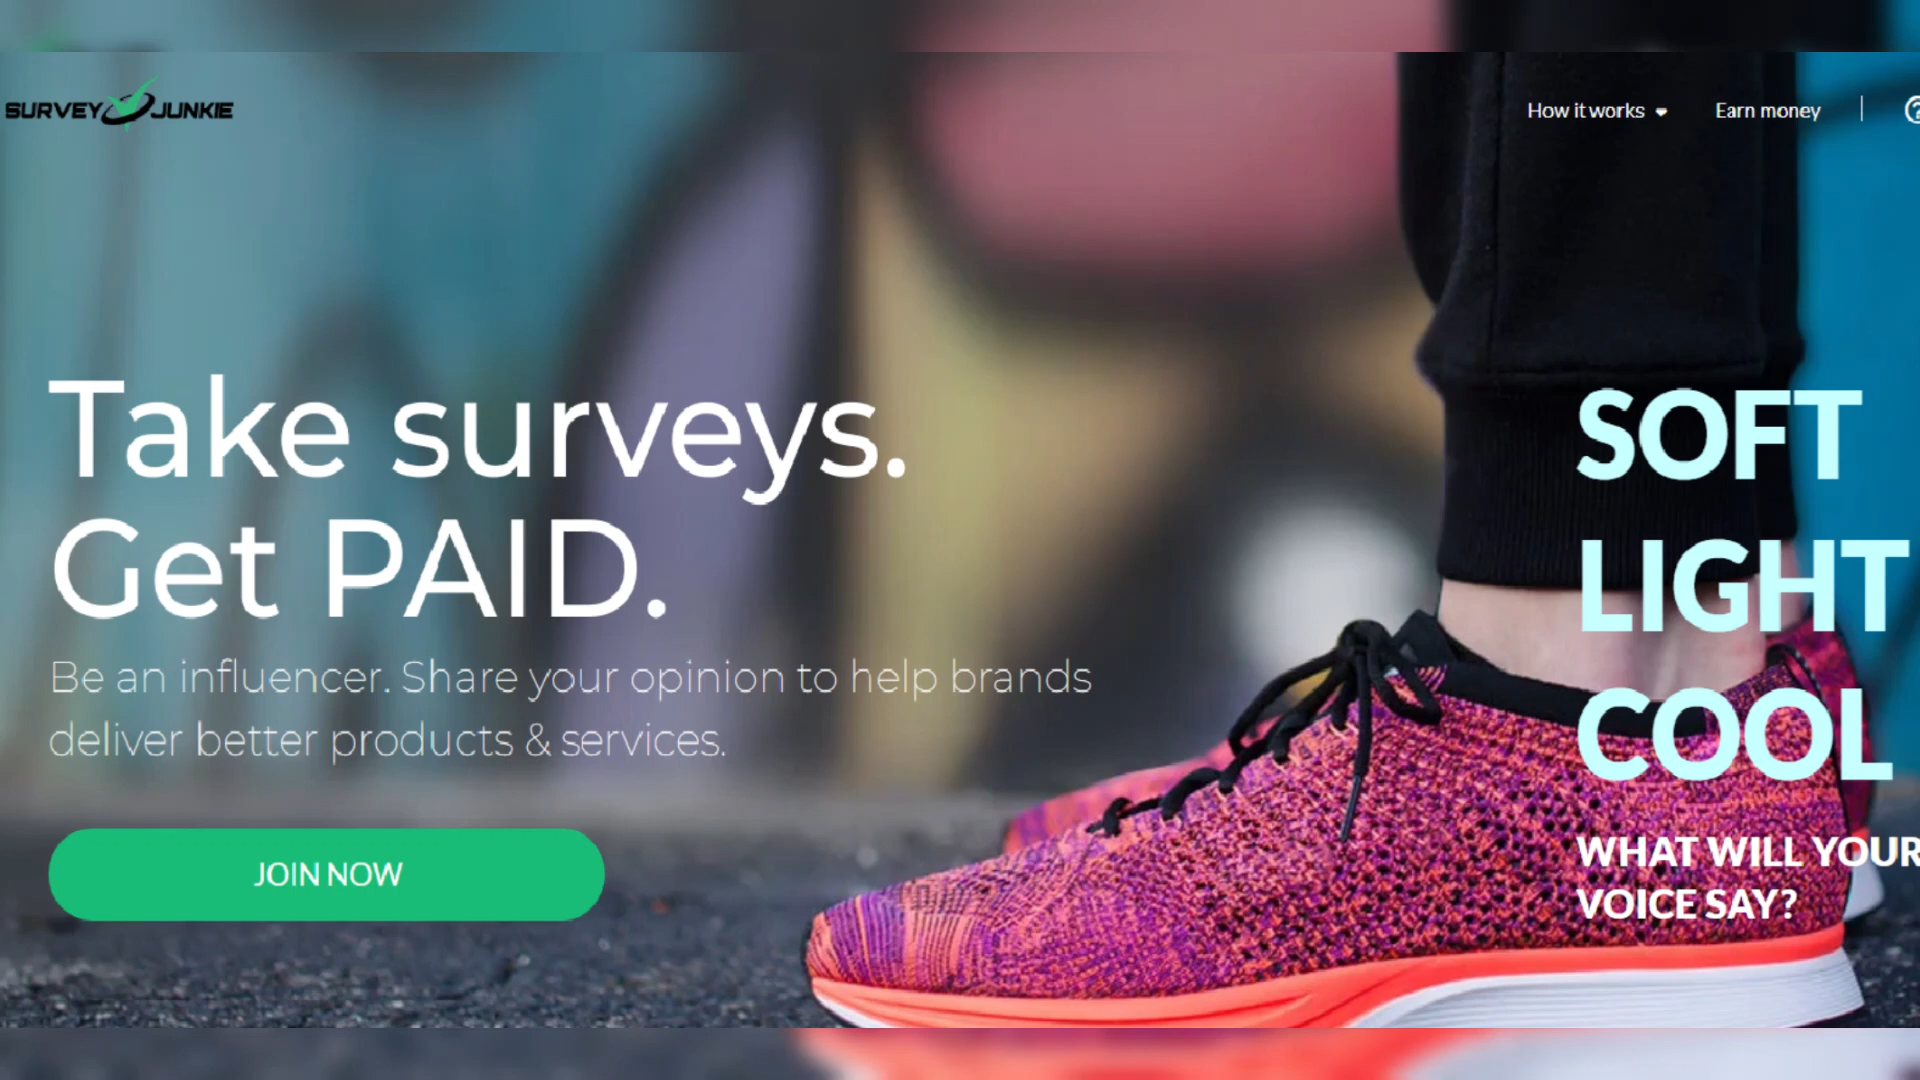 SURVEY JUNKIE
How it works
Earn money
Take surveys.
Get PAID.
Be an influencer. Share your opinion to help brands
deliver better products & services.
JOIN NOW
SOFT
LIGHT
COOL
WHAT WILL YOUR
VOICE SAY?